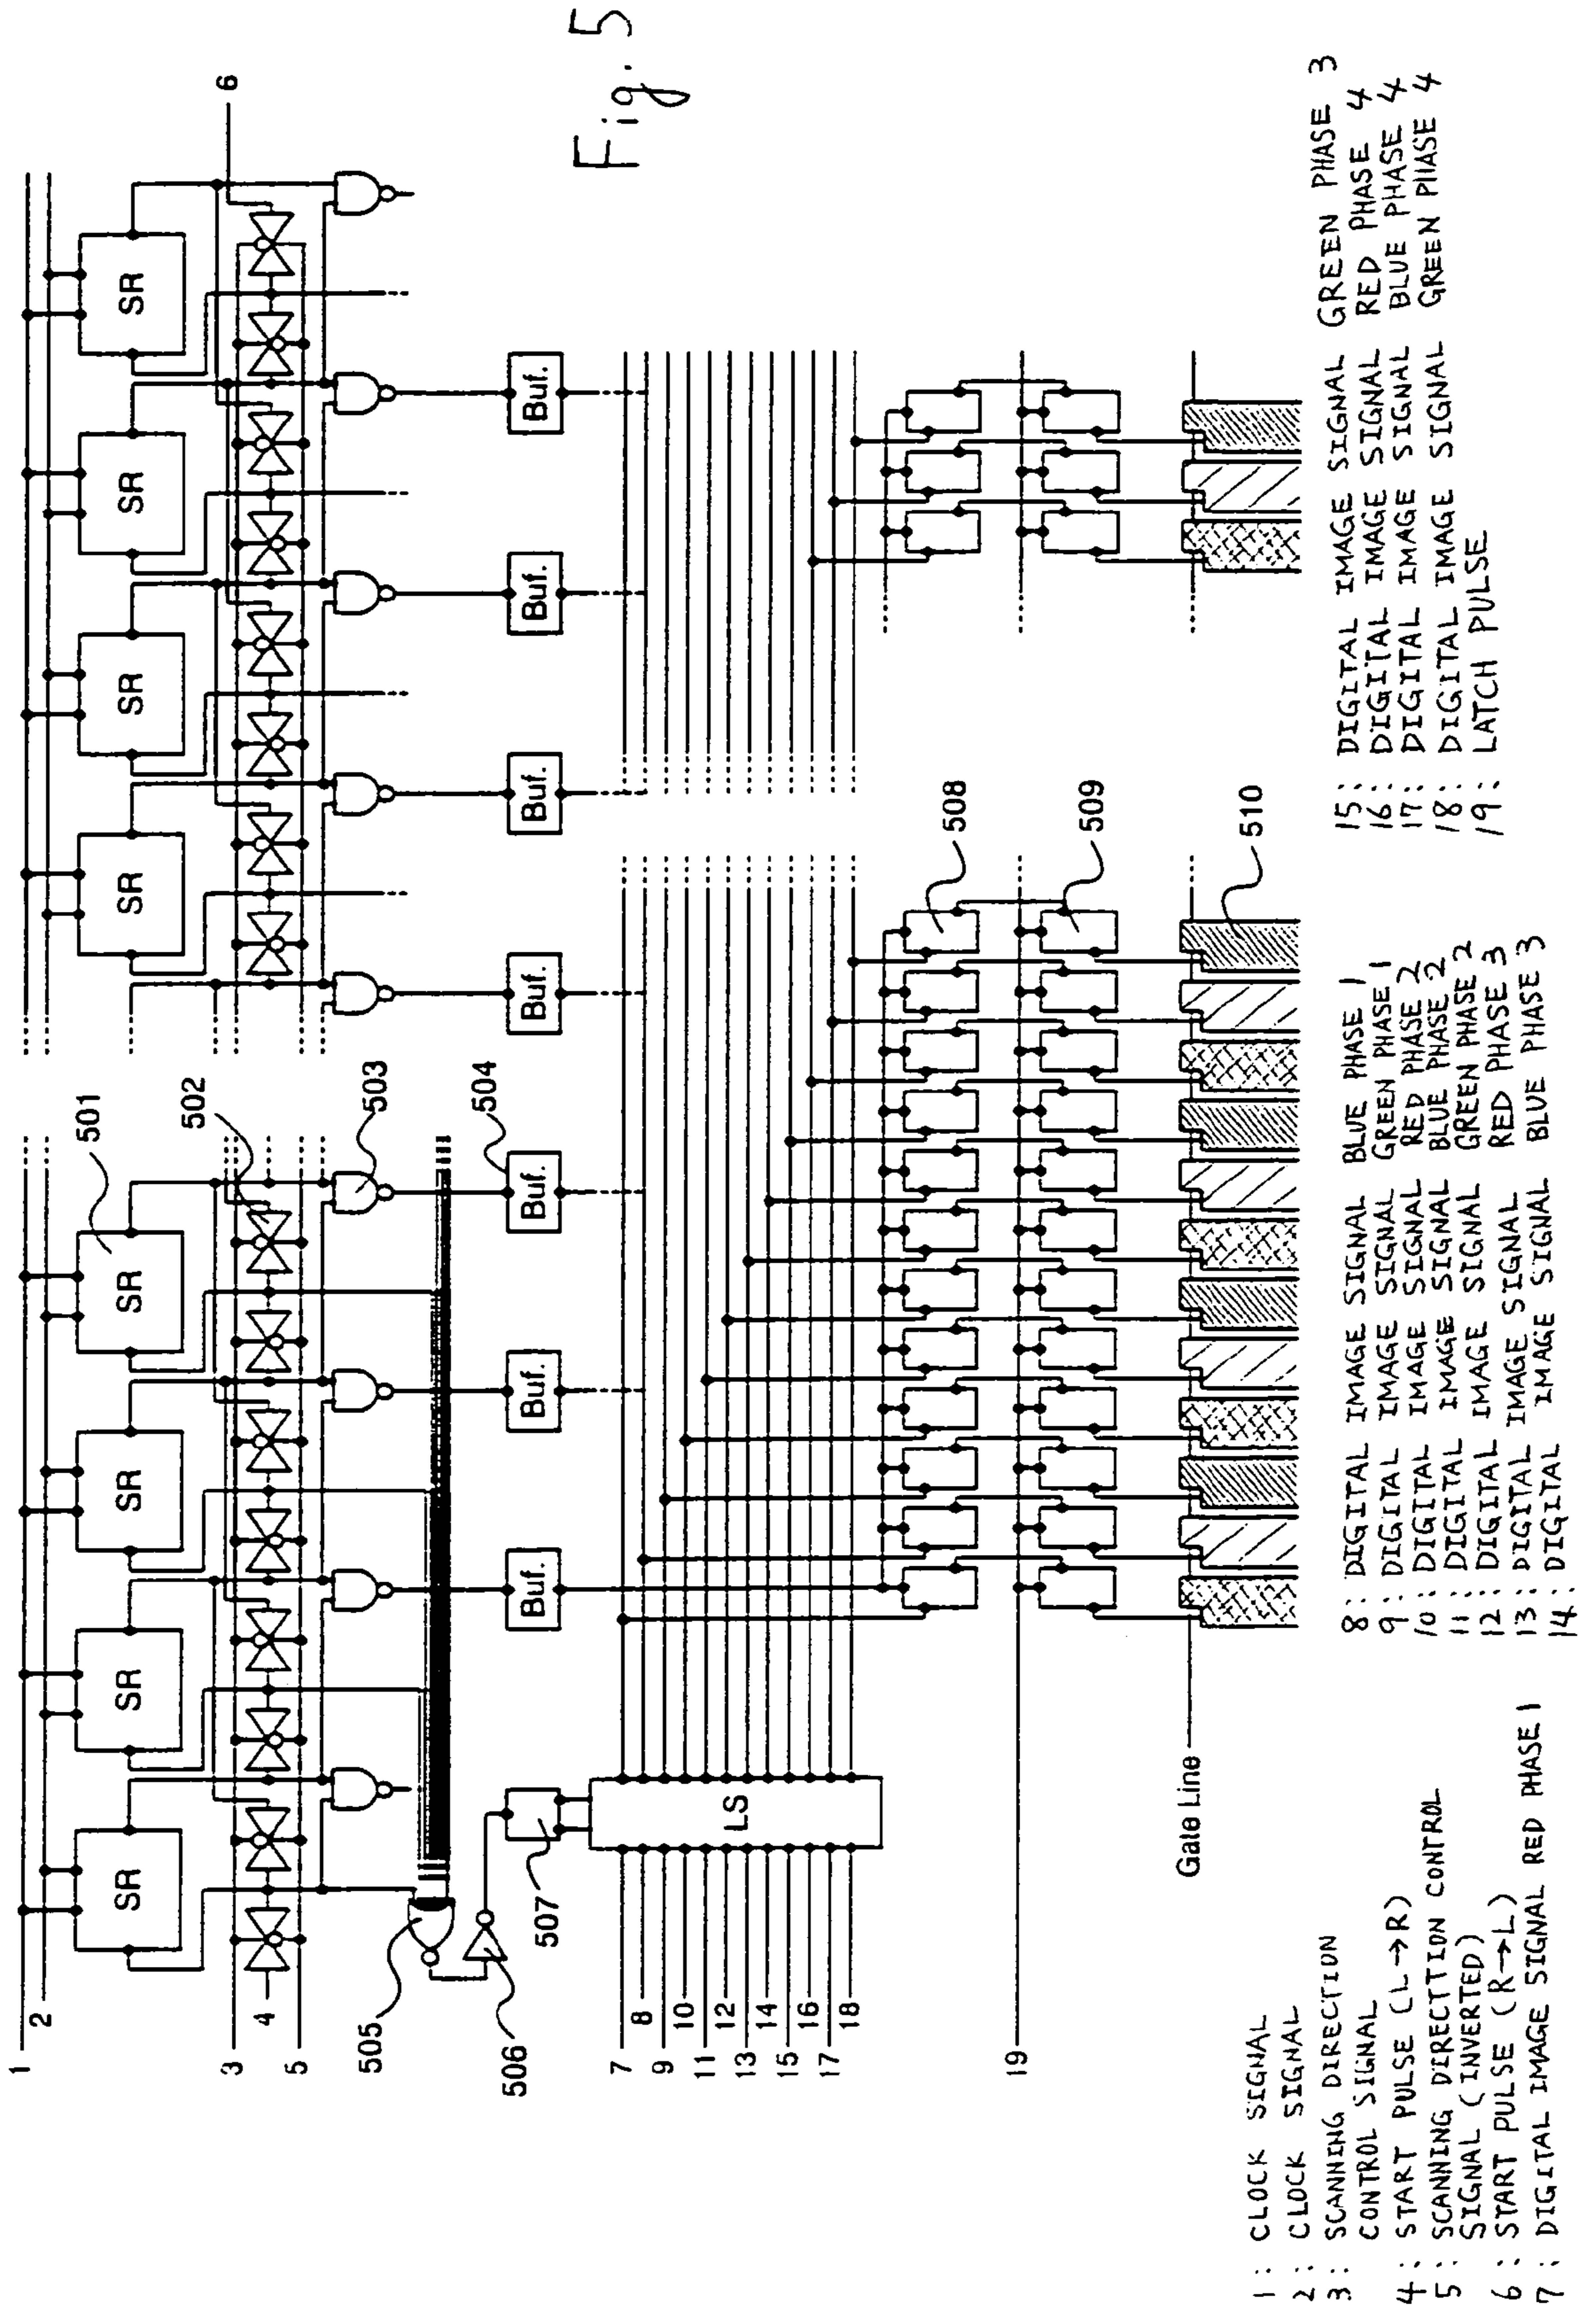 Fig. 5
1
2
3
4
5
6
SR
SR
SR
SR
SR
SR
SR
SR
501
502
503
504
505
506
507
Buf.
Buf.
Buf.
Buf.
Buf.
Buf.
Buf.
LS
7
8
9
10
11
12
13
14
15
16
17
18
19
508
509
510
Gate Line
1 : CLOCK SIGNAL
2 : CLOCK SIGNAL
3 : SCANNING DIRECTION
CONTROL SIGNAL
4 : START PULSE (L→R)
5 : SCANNING DIRECTION CONTROL
SIGNAL (INVERTED)
6 : START PULSE (R→L)
7 : DIGITAL IMAGE SIGNAL RED PHASE 1
8 : DIGITAL IMAGE SIGNAL BLUE PHASE 1
9 : DIGITAL IMAGE SIGNAL GREEN PHASE 1
10 : DIGITAL IMAGE SIGNAL RED PHASE 2
11 : DIGITAL IMAGE SIGNAL BLUE PHASE 2
12 : DIGITAL IMAGE SIGNAL GREEN PHASE 2
13 : DIGITAL IMAGE SIGNAL RED PHASE 3
14 : DIGITAL IMAGE SIGNAL BLUE PHASE 3
15 : DIGITAL IMAGE SIGNAL GREEN PHASE 3
16 : DIGITAL IMAGE SIGNAL RED PHASE 4
17 : DIGITAL IMAGE SIGNAL BLUE PHASE 4
18 : DIGITAL IMAGE SIGNAL GREEN PHASE 4
19 : LATCH PULSE